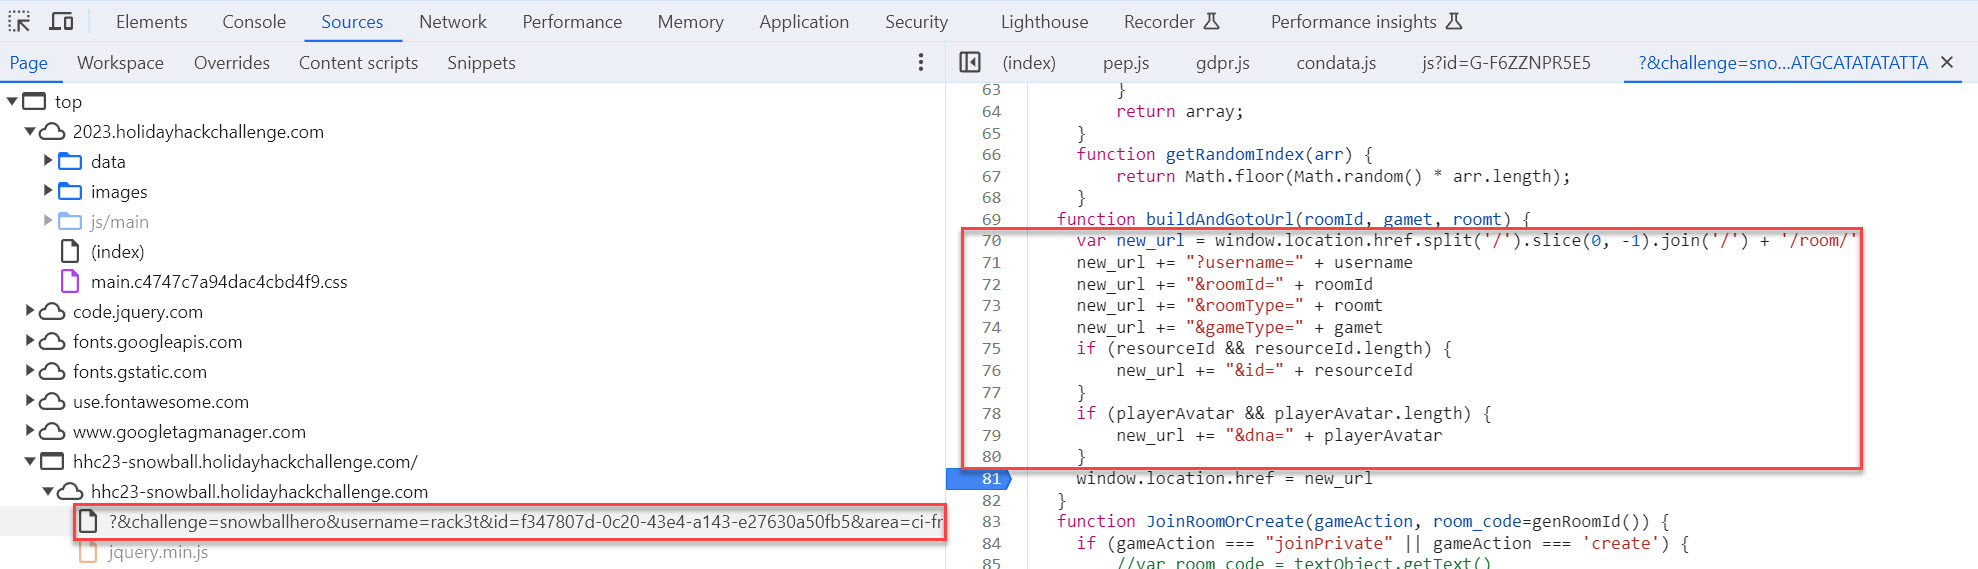 Elements Console Sources Network Performance Memory Application Security Lighthouse Recorder Performance insights
Page Workspace Overrides Content scripts Snippets
top
2023.holidayhackchallenge.com
data
images
js/main
(index)
main.c4747c7a94dac4cbd4f9.css
code.jquery.com
fonts.googleapis.com
fonts.gstatic.com
use.fontawesome.com
www.googletagmanager.com
hhc23-snowball.holidayhackchallenge.com/
hhc23-snowball.holidayhackchallenge.com
?&challenge=snowballhero&username=rack3t&id=f347807d-0c20-43e4-a143-e27630a50fb5&area=ci-fr
jquery.min.js
(index) pep.js gdpr.js condata.js js?id=G-F6ZZNPR5E5 ?&challenge=sno...ATGCATATATATTA
63 }
64 return array;
65 }
66 function getRandomIndex(arr) {
67 return Math.floor(Math.random() * arr.length);
68 }
69 function buildAndGotoUrl(roomId, gamet, roomt) {
70 var new_url = window.location.href.split('/').slice(0, -1).join('/') + '/room/'
71 new_url += "?username=" + username
72 new_url += "&roomId=" + roomId
73 new_url += "&roomType=" + roomt
74 new_url += "&gameType=" + gamet
75 if (resourceId && resourceId.length) {
76 new_url += "&id=" + resourceId
77 }
78 if (playerAvatar && playerAvatar.length) {
79 new_url += "&dna=" + playerAvatar
80 }
81 window.location.href = new_url
82 }
83 function JoinRoomOrCreate(gameAction, room_code=genRoomId()) {
84 if (gameAction === "joinPrivate" || gameAction === 'create') {
85 //var room_code = textObject.getText()